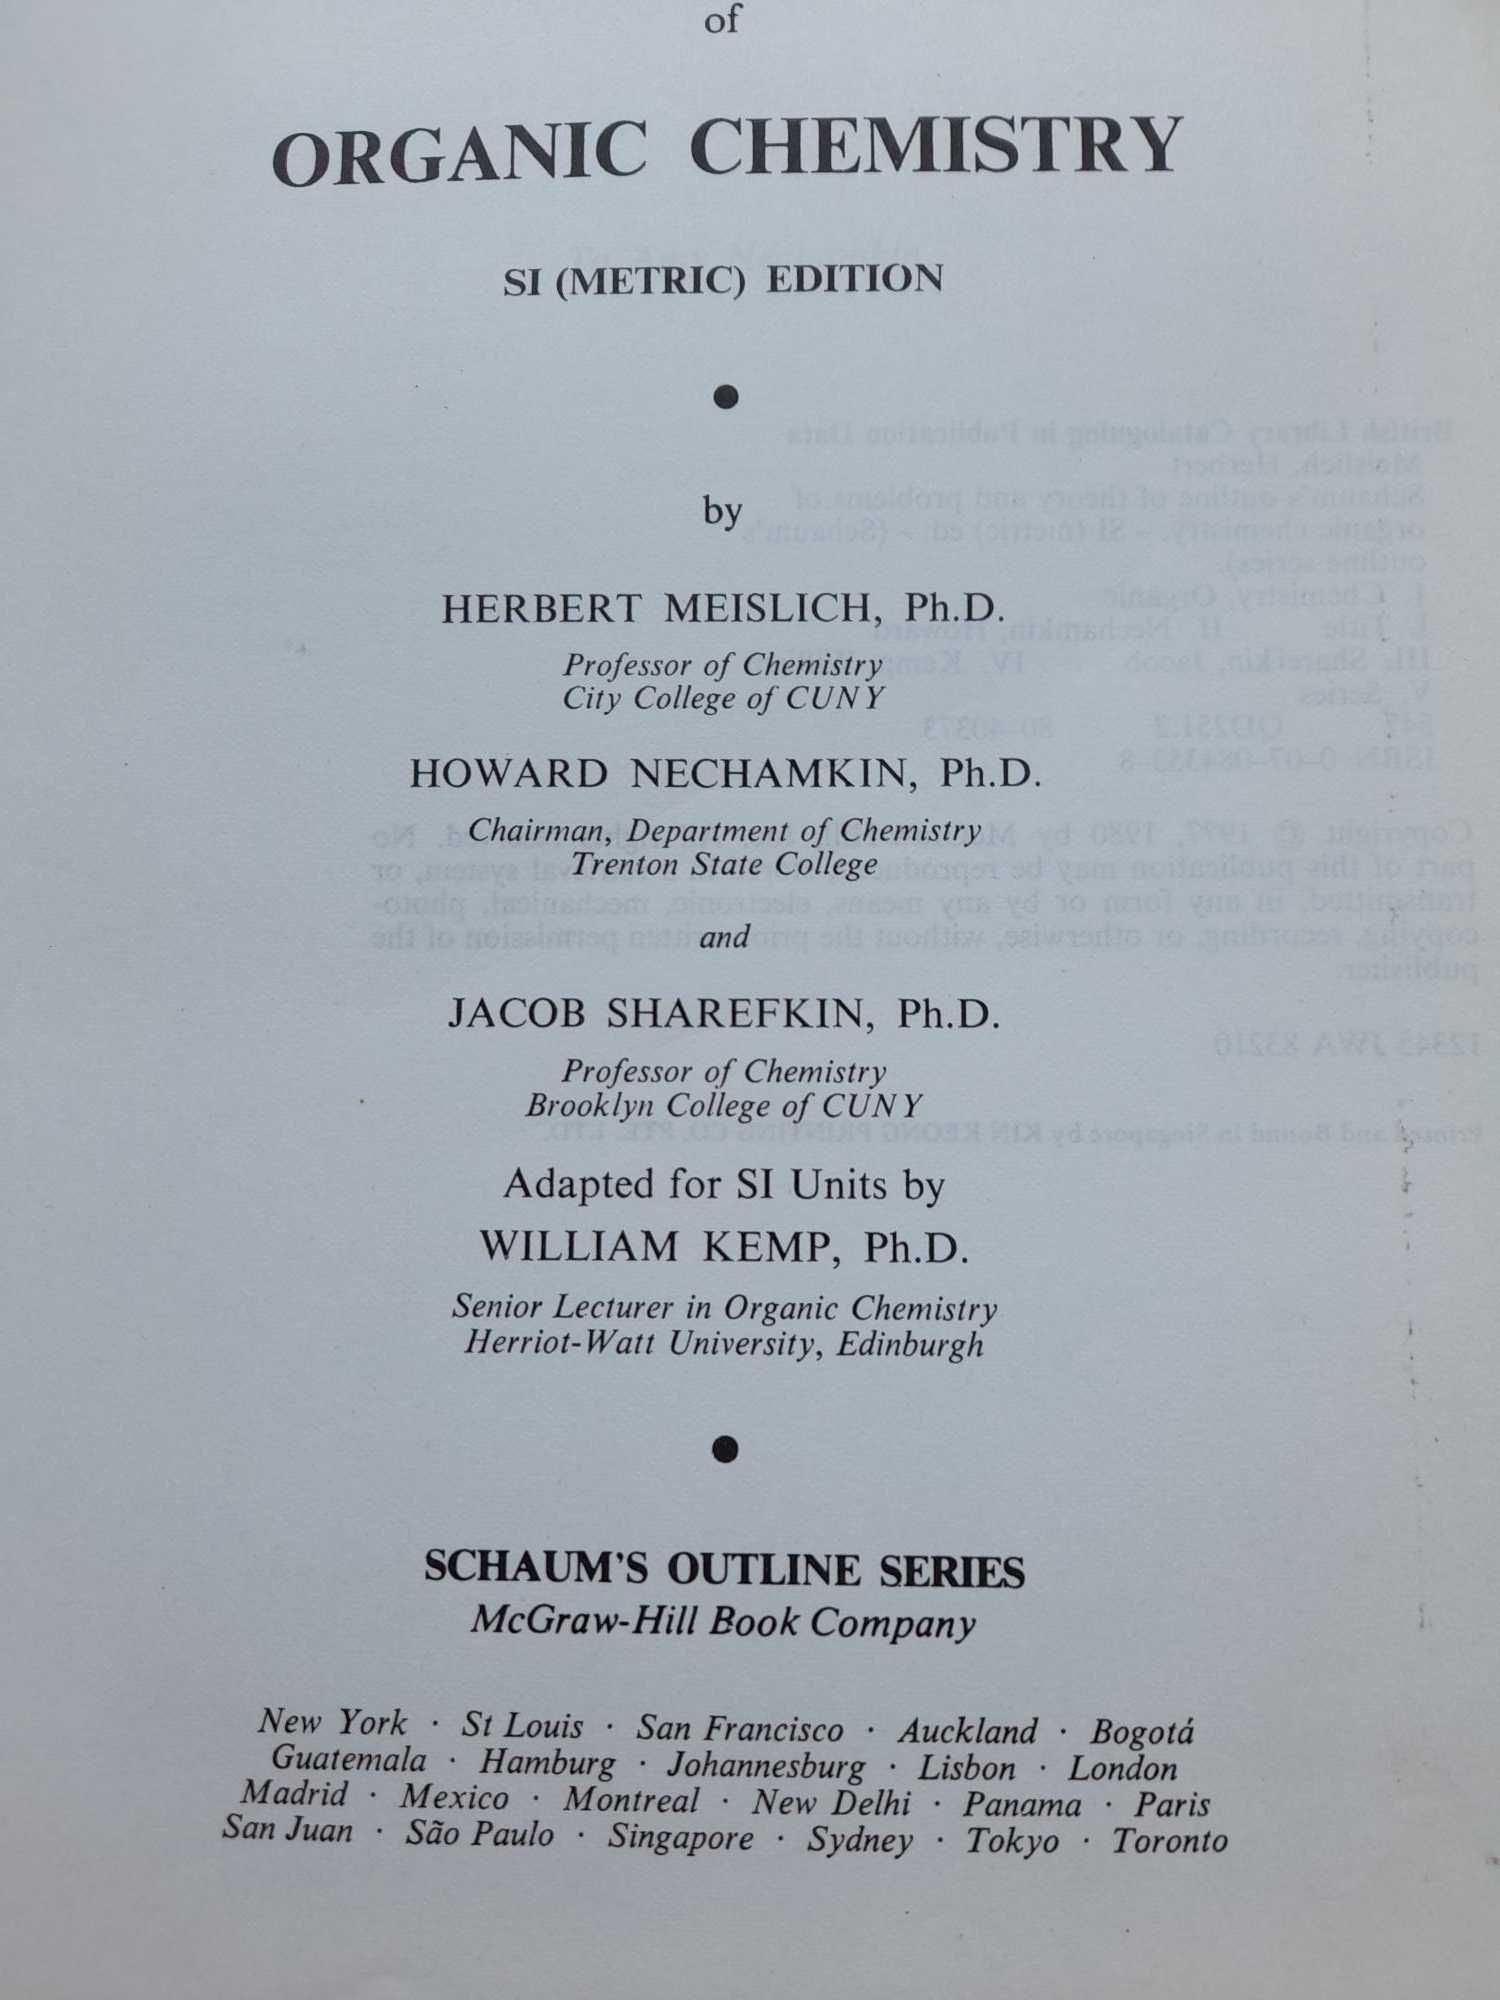 of
ORGANIC CHEMISTRY
SI (METRIC) EDITION
by
HERBERT MEISLICH, Ph.D.
Professor of Chemistry
City College of CUNY
HOWARD NECHAMKIN, Ph.D.
Chairman, Department of Chemistry
Trenton State College
and
JACOB SHAREFKIN, Ph.D.
Professor of Chemistry
Brooklyn College of CUNY
Adapted for SI Units by
WILLIAM KEMP, Ph.D.
Senior Lecturer in Organic Chemistry
Herriot-Watt University, Edinburgh
SCHAUM'S OUTLINE SERIES
McGraw-Hill Book Company
New York · St Louis · San Francisco · Auckland · Bogotá
Guatemala · Hamburg · Johannesburg · Lisbon · London
Madrid · Mexico · Montreal · New Delhi · Panama · Paris
San Juan · São Paulo · Singapore · Sydney · Tokyo · Toronto